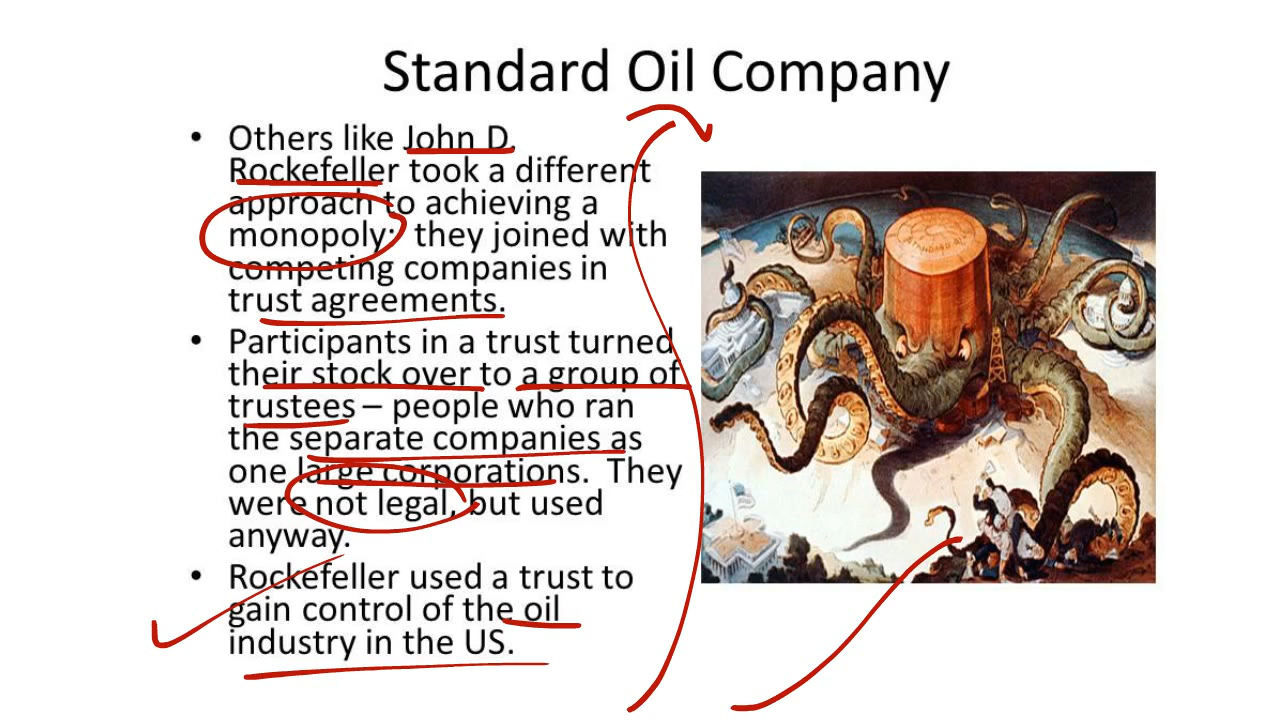 Standard Oil Company
• Others like John D.
Rockefeller took a different
approach to achieving a
monopoly; they joined with
competing companies in
trust agreements.
• Participants in a trust turned
their stock over to a group of
trustees – people who ran
the separate companies as
one large corporations. They
were not legal, but used
anyway.
• Rockefeller used a trust to
gain control of the oil
industry in the US.